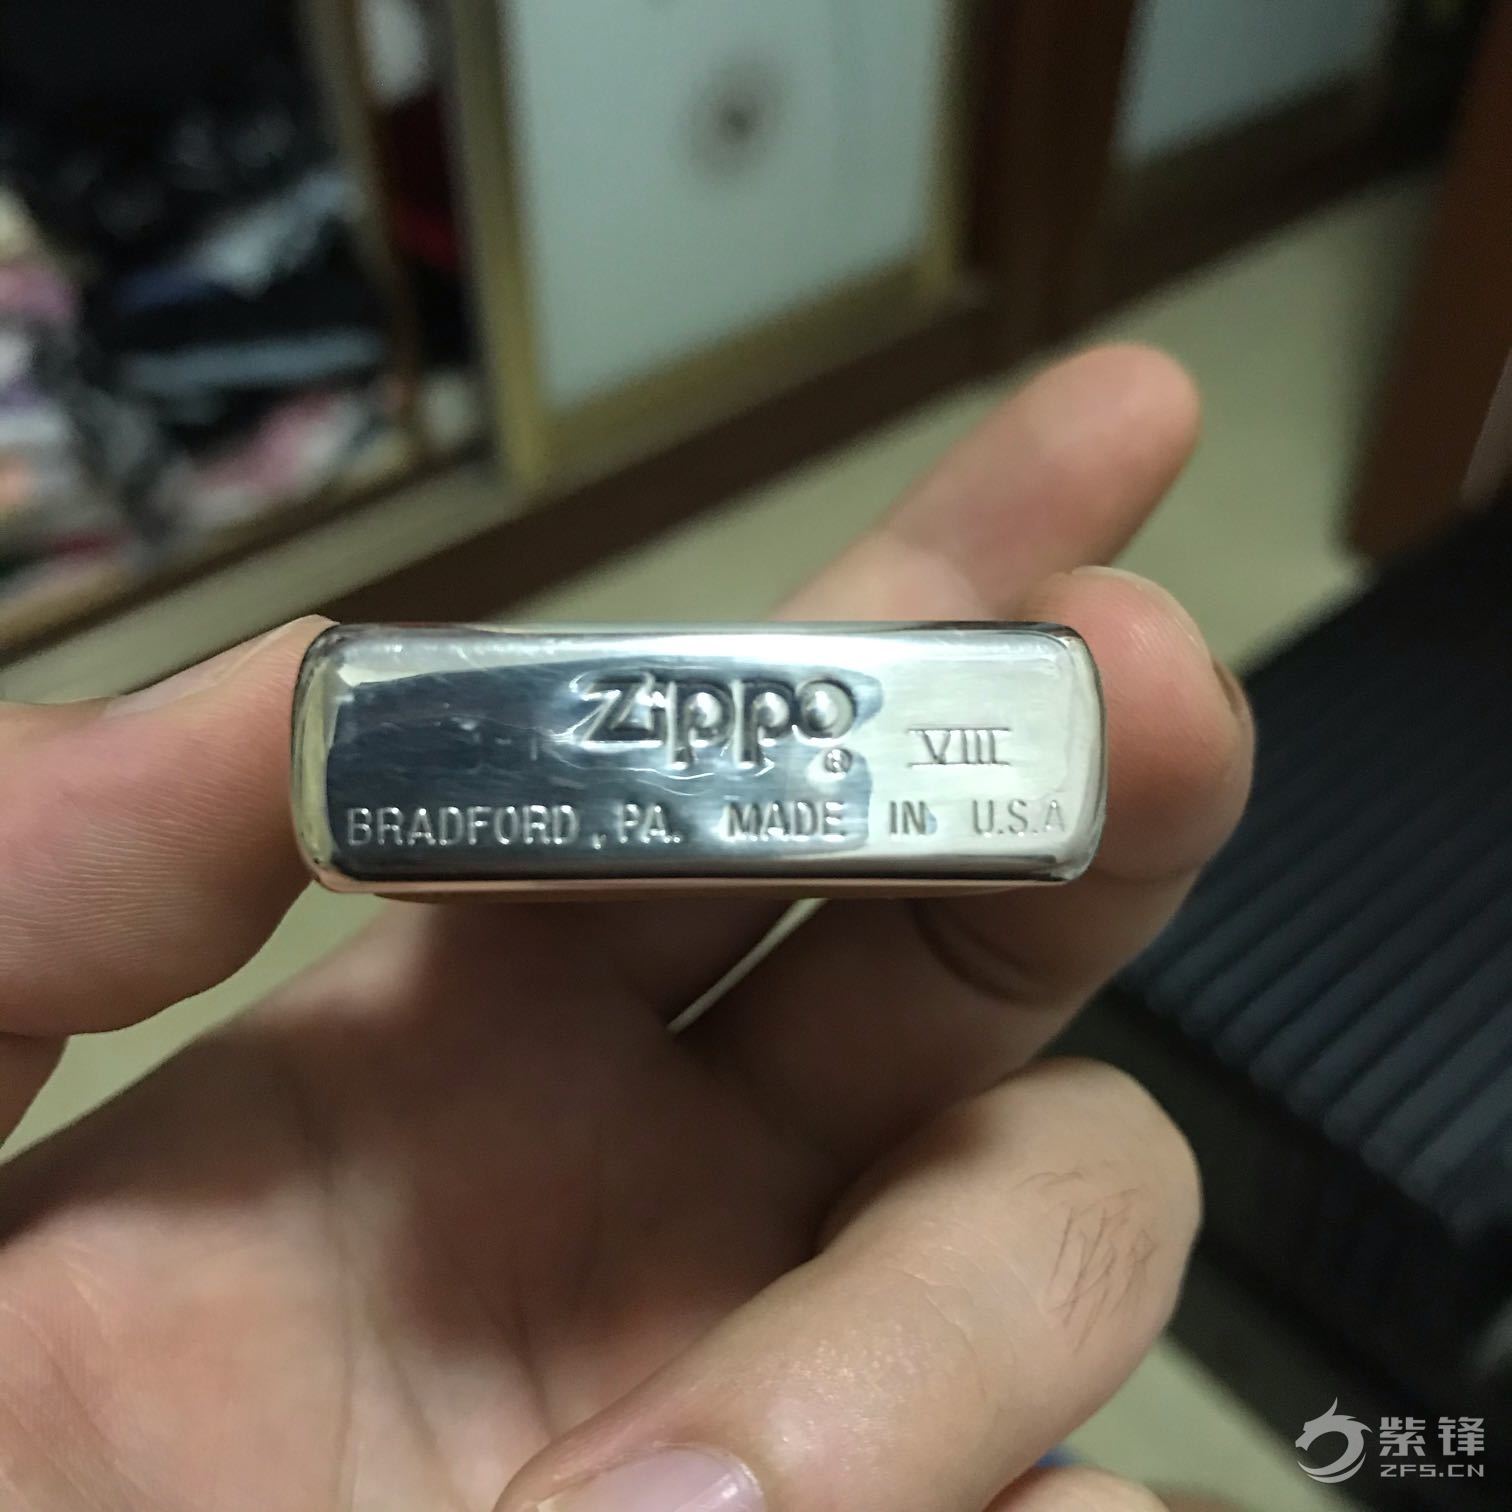 Zippo ® VIII
BRADFORD, PA. MADE IN U.S.A
紫锋
ZFS.CN